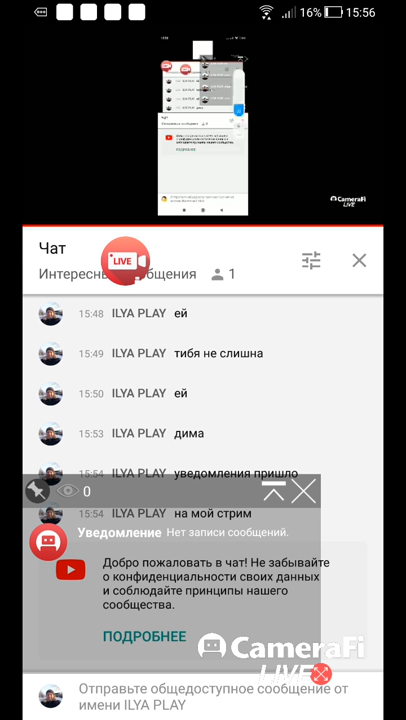 16% 15:56
CameraFi
LIVE
Чат
LIVE
Интересн бщения 1
15:48 ILYA PLAY ей
15:49 ILYA PLAY тибя не слишна
15:50 ILYA PLAY ей
15:53 ILYA PLAY дима
15:54 ILYA PLAY уведомления пришло
0
15:54 ILYA PLAY на мой стрим
Уведомление Нет записи сообщений.
Добро пожаловать в чат! Не забывайте
о конфиденциальности своих данных
и соблюдайте принципы нашего
сообщества.
ПОДРОБНЕЕ
CameraFi
LIVE
Отправьте общедоступное сообщение от
имени ILYA PLAY